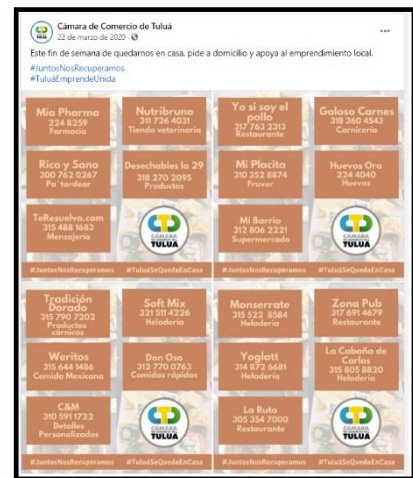 Cámara de Comercio de Tuluá
22 de marzo de 2020
Este fin de semana de quedarnos en casa, pide a domicilio y apoya al emprendimiento local.
#JuntosNosRecuperamos
#TuluáEmprendeUnida
Mia Pharma
224 8259
Farmacia
Nutribruno
311 726 4031
Tienda veterinaria
Rico y Sano
300 762 0267
Pa´tardear
Desechables la 29
318 270 2095
Productos
TeResuelvo.com
315 488 1683
Mensajería
CÁMARA
TULUÁ
#JuntosNosRecuperamos #TuluáSeQuedaEnCasa
Yo si soy el
pollo
317 763 2313
Restaurante
Goloso Carnes
318 360 4543
Carnicería
Mi Placita
310 352 8874
Fruver
Huevos Oro
224 4040
Huevos
Mi Barrio
312 806 2221
Supermercado
CÁMARA
TULUÁ
#JuntosNosRecuperamos #TuluáSeQuedaEnCasa
Tradición
Dorado
315 790 7202
Productos
cárnicos
Soft Mix
321 511 4226
Heladería
Weritos
315 644 1486
Comida Mexicana
Don Oso
312 770 0763
Comidas rápidas
C&M
310 591 1722
Detalles
Personalizados
CÁMARA
TULUÁ
#JuntosNosRecuperamos #TuluáSeQuedaEnCasa
Monserrate
315 522 8584
Heladería
Zona Pub
317 691 4679
Restaurante
Yoglatt
314 872 6681
Heladería
La Cabaña de
Carlos
315 805 8820
Heladería
La Ruta
305 354 7000
Restaurante
CÁMARA
TULUÁ
#JuntosNosRecuperamos #TuluáSeQuedaEnCasa